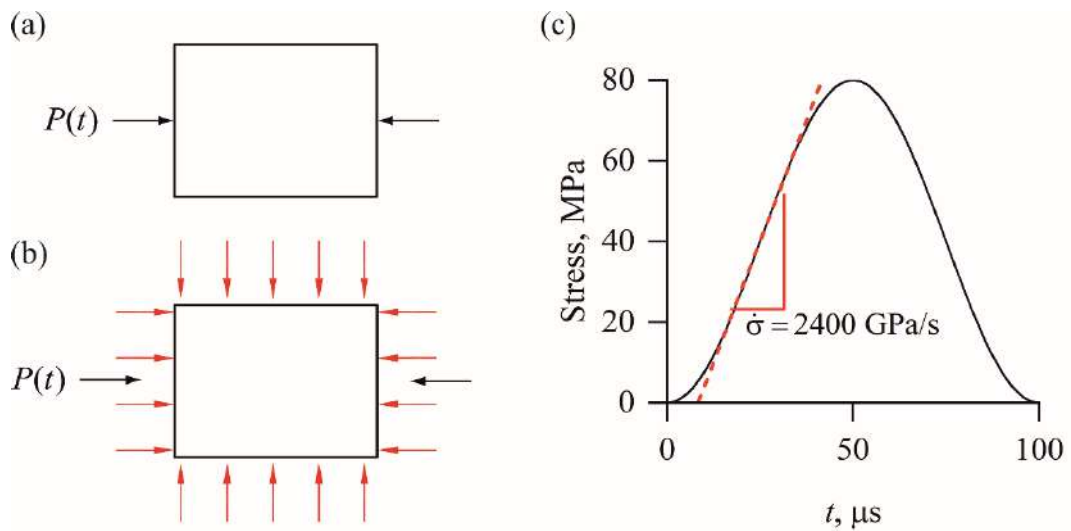 (a)
P(t)
(b)
P(t)
(c)
80
60
40
20
0
Stress, MPa
σ̇ = 2400 GPa/s
0
50
100
t, μs